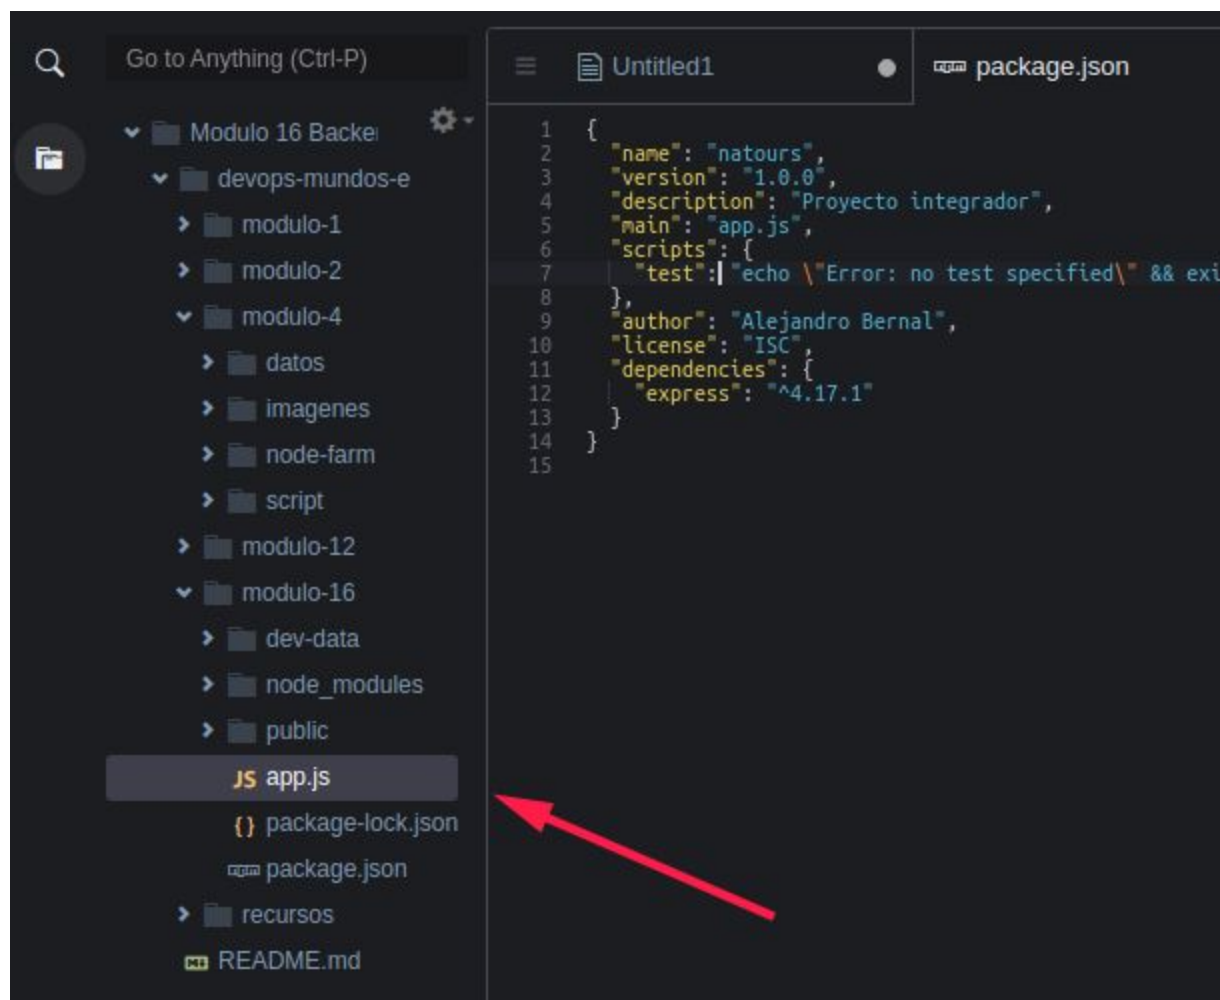 Go to Anything (Ctrl-P)
Modulo 16 Backe
devops-mundos-e
modulo-1
modulo-2
modulo-4
datos
imagenes
node-farm
script
modulo-12
modulo-16
dev-data
node_modules
public
JS app.js
{} package-lock.json
package.json
recursos
README.md
Untitled1
package.json
1 {
2 "name": "natours",
3 "version": "1.0.0",
4 "description": "Proyecto integrador",
5 "main": "app.js",
6 "scripts": {
7 "test": "echo \"Error: no test specified\" && exi
8 },
9 "author": "Alejandro Bernal",
10 "license": "ISC",
11 "dependencies": {
12 "express": "^4.17.1"
13 }
14 }
15